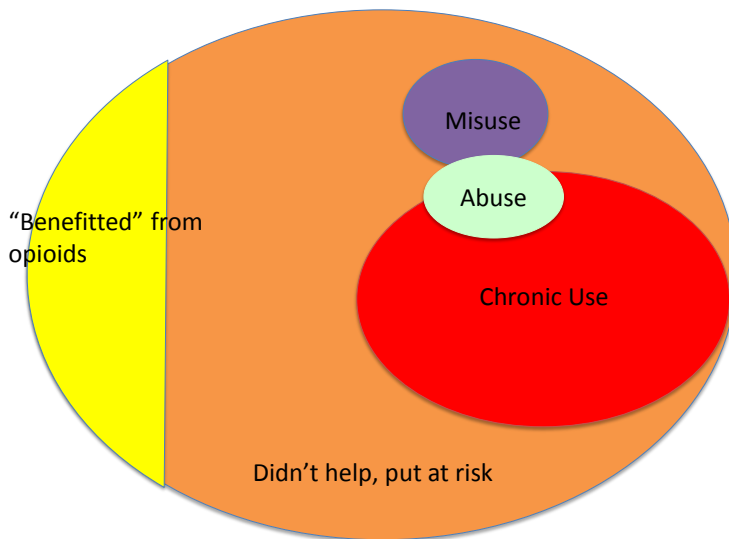 Misuse
Abuse
“Benefitted” from
opioids
Chronic Use
Didn’t help, put at risk